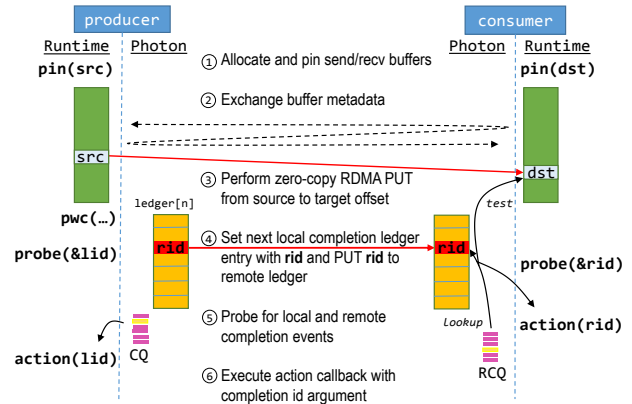 producer
consumer
Runtime Photon
Photon Runtime
pin(src)
① Allocate and pin send/recv buffers
pin(dst)
② Exchange buffer metadata
src
dst
③ Perform zero-copy RDMA PUT
from source to target offset
test
pwc(…)
ledger[n]
probe(&lid)
rid
④ Set next local completion ledger
entry with rid and PUT rid to
remote ledger
rid
probe(&rid)
⑤ Probe for local and remote
completion events
Lookup
action(rid)
action(lid)
CQ
RCQ
⑥ Execute action callback with
completion id argument